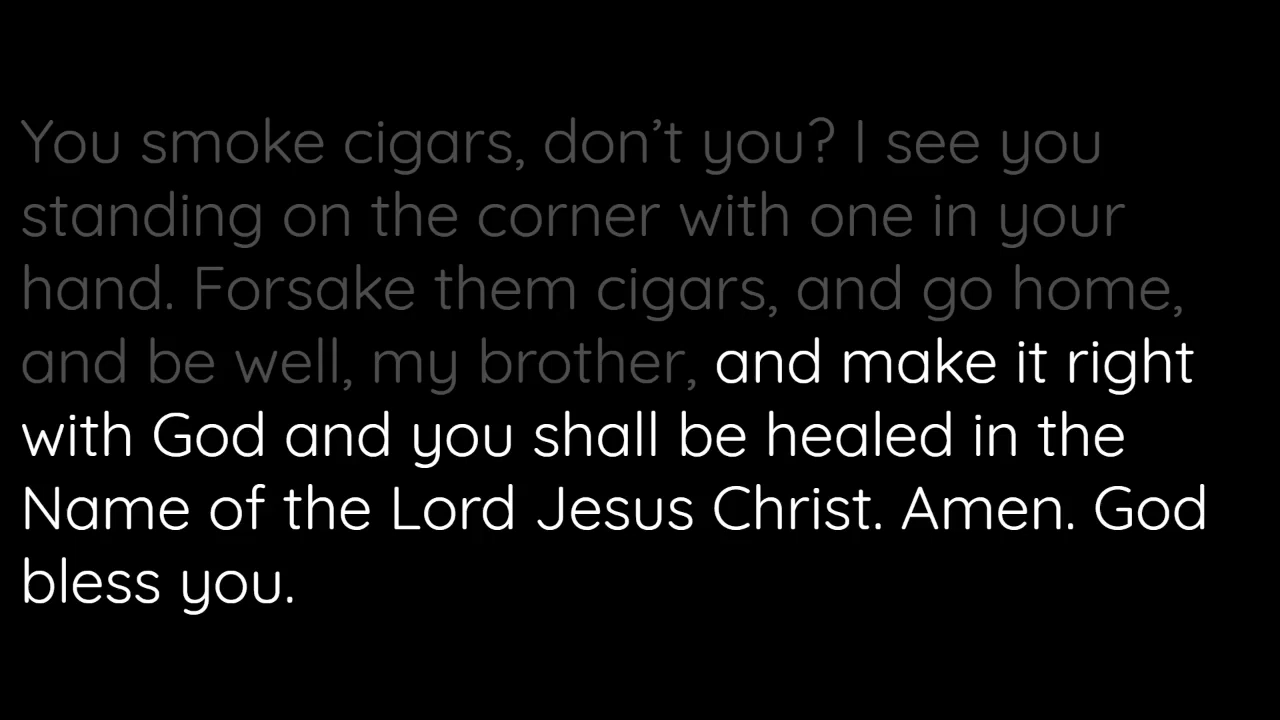 You smoke cigars, don’t you? I see you
standing on the corner with one in your
hand. Forsake them cigars, and go home,
and be well, my brother, and make it right
with God and you shall be healed in the
Name of the Lord Jesus Christ. Amen. God
bless you.